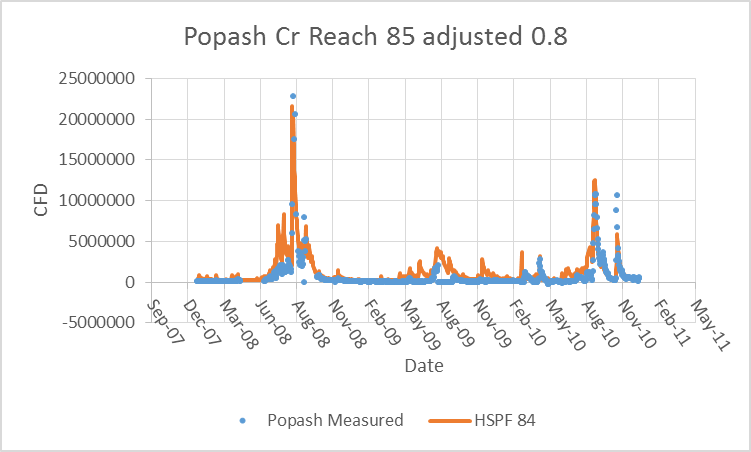 Popash Cr Reach 85 adjusted 0.8
25000000
20000000
15000000
10000000
5000000
0
-5000000
CFD
Sep-07
Dec-07
Mar-08
Jun-08
Aug-08
Nov-08
Feb-09
May-09
Aug-09
Nov-09
Feb-10
May-10
Aug-10
Nov-10
Feb-11
May-11
Date
Popash Measured
HSPF 84